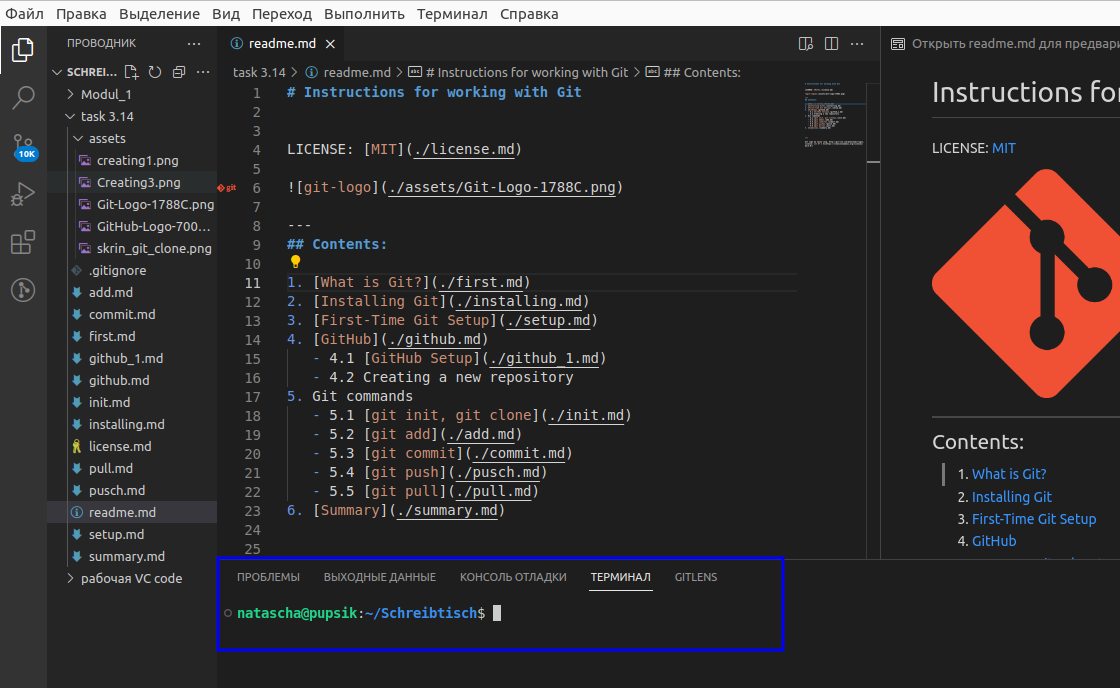 Файл Правка Выделение Вид Переход Выполнить Терминал Справка
ПРОВОДНИК
SCHREI...
Modul_1
task 3.14
assets
creating1.png
Creating3.png
Git-Logo-1788C.png
GitHub-Logo-700...
skrin_git_clone.png
.gitignore
add.md
commit.md
first.md
github_1.md
github.md
init.md
installing.md
license.md
pull.md
pusch.md
readme.md
setup.md
summary.md
рабочая VC code
10K
readme.md
task 3.14 > readme.md > # Instructions for working with Git > ## Contents:
1 # Instructions for working with Git
2
3
4 LICENSE: [MIT](./license.md)
5
6 ![git-logo](./assets/Git-Logo-1788C.png)
7
8 ---
9 ## Contents:
10
11 1. [What is Git?](./first.md)
12 2. [Installing Git](./installing.md)
13 3. [First-Time Git Setup](./setup.md)
14 4. [GitHub](./github.md)
15 - 4.1 [GitHub Setup](./github_1.md)
16 - 4.2 Creating a new repository
17 5. Git commands
18 - 5.1 [git init, git clone](./init.md)
19 - 5.2 [git add](./add.md)
20 - 5.3 [git commit](./commit.md)
21 - 5.4 [git push](./pusch.md)
22 - 5.5 [git pull](./pull.md)
23 6. [Summary](./summary.md)
24
25
git
Открыть readme.md для предвари
Instructions fo
LICENSE: MIT
Contents:
1. What is Git?
2. Installing Git
3. First-Time Git Setup
4. GitHub
ПРОБЛЕМЫ ВЫХОДНЫЕ ДАННЫЕ КОНСОЛЬ ОТЛАДКИ ТЕРМИНАЛ GITLENS
natascha@pupsik:~/Schreibtisch$